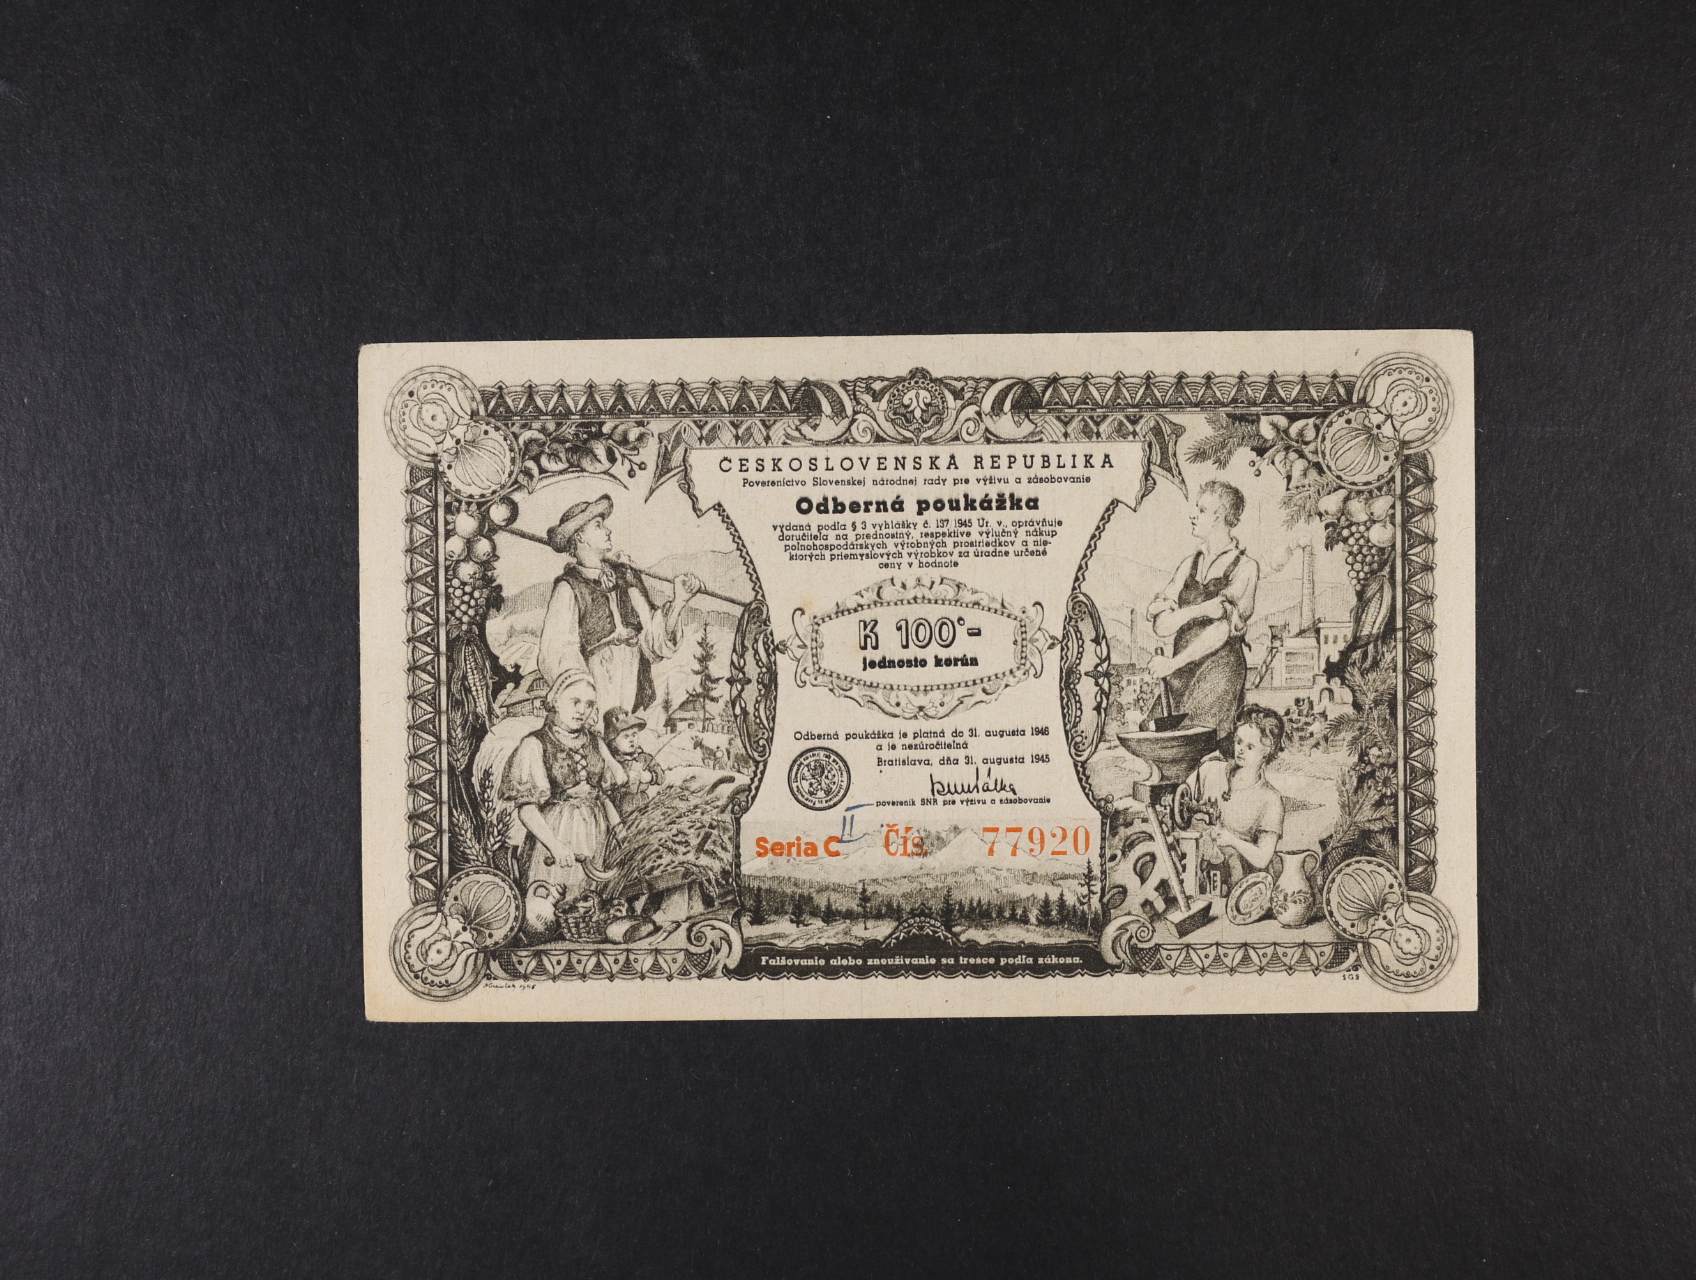 ČESKOSLOVENSKÁ REPUBLIKA
Povereníctvo Slovenskej národnej rady pre výživu a zásobovanie
Odberná poukážka
vydaná podľa § 3 vyhlášky č. 137/1945 Úr. v., oprávňuje
doručiteľa na prednostný, respektíve výlučný nákup
poľnohospodárskych výrobných prostriedkov a nie-
ktorých priemyslových výrobkov za úradne určené
ceny v hodnote
K 100·-
jednosto korún
Odberná poukážka je platná do 31. augusta 1946
a je nezúročiteľná
Bratislava, dňa 31. augusta 1945
poverenik SNR pre výživu a zásobovanie
Seria C II Čís. 77920
Falšovanie alebo zneužívanie sa tresce podľa zákona.